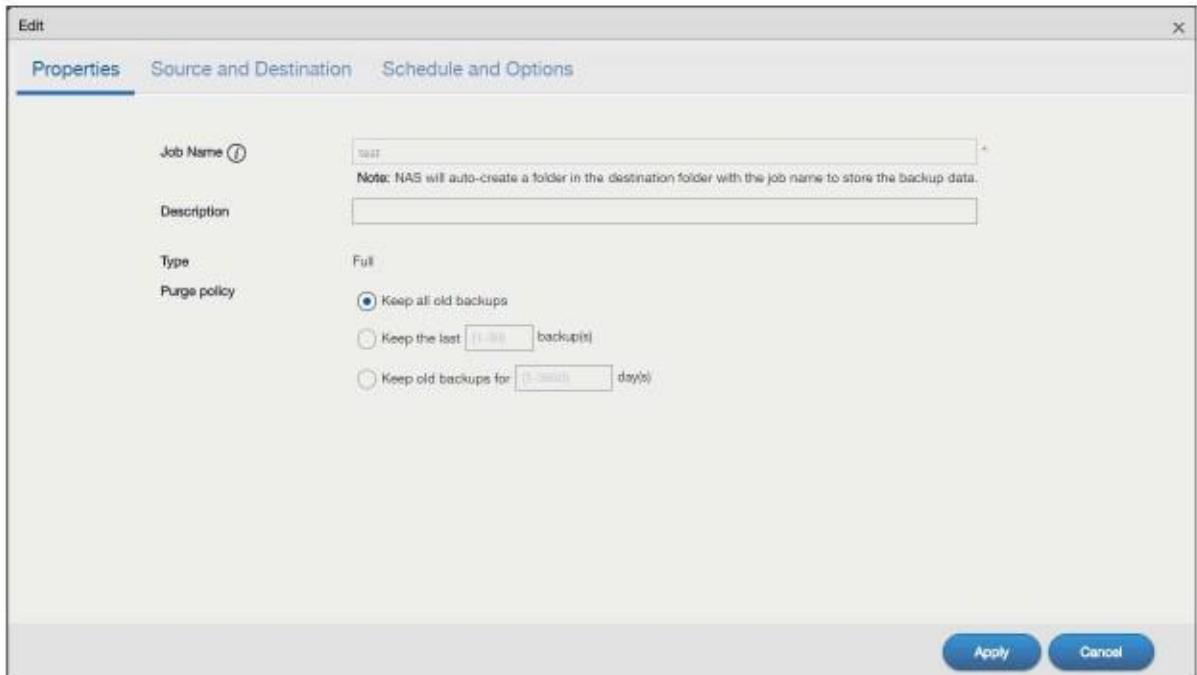 Edit
Properties Source and Destination Schedule and Options
Job Name
test
*
Note: NAS will auto-create a folder in the destination folder with the job name to store the backup data.
Description
Type Full
Purge policy
Keep all old backups
Keep the last backup(s)
Keep old backups for day(s)
Apply Cancel